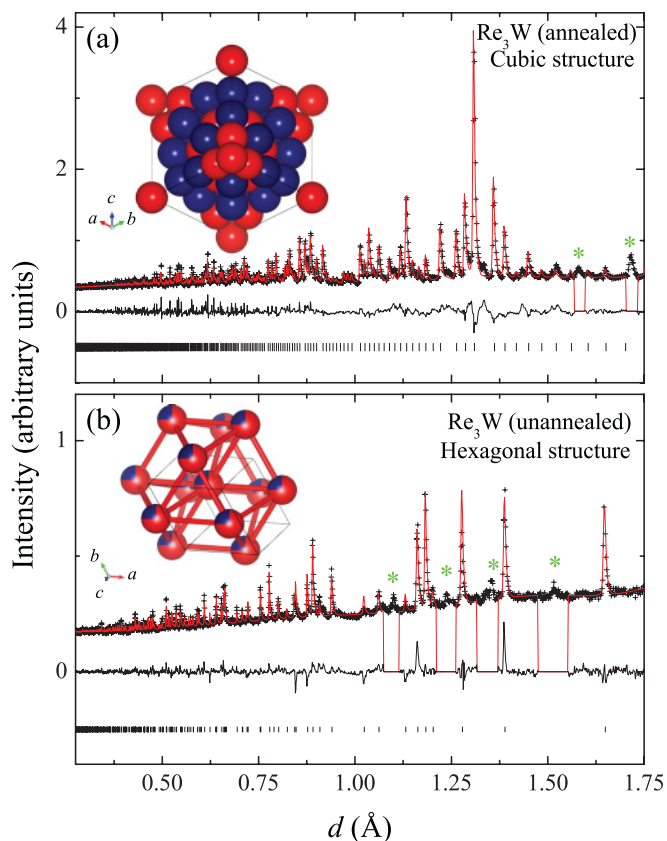 (a)
Re₃W (annealed)
Cubic structure
4
2
0
c
a
b
*
*
(b)
Re₃W (unannealed)
Hexagonal structure
1
0
b
a
c
*
*
*
*
Intensity (arbitrary units)
0.50 0.75 1.00 1.25 1.50 1.75
d (Å)